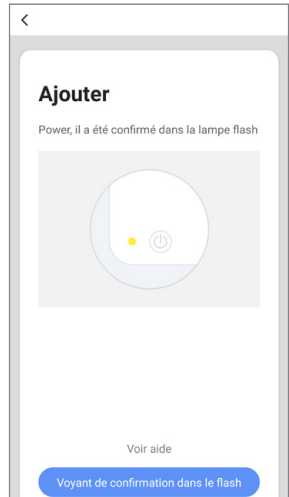 Ajouter
Power, il a été confirmé dans la lampe flash
Voir aide
Voyant de confirmation dans le flash